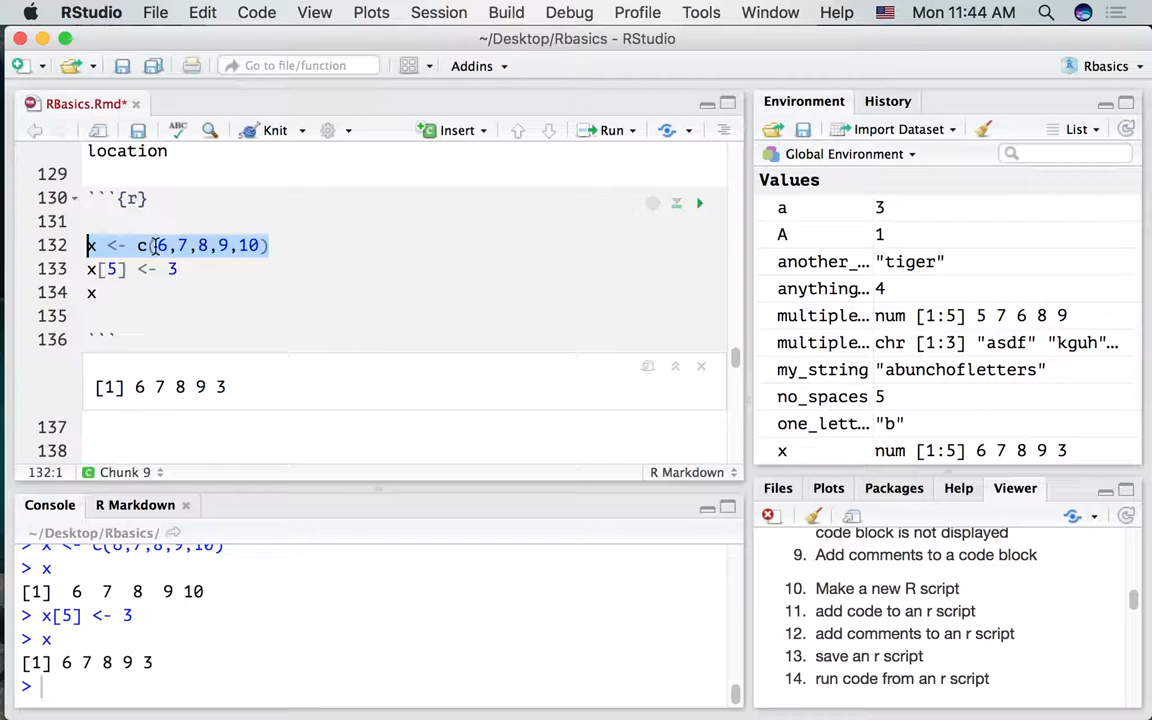 RStudio File Edit Code View Plots Session Build Debug Profile Tools Window Help Mon 11:44 AM
~/Desktop/Rbasics - RStudio
Go to file/function Addins Rbasics
RBasics.Rmd*
ABC Knit Insert Run
location
129
130 ```{r}
131
132 x <- c(6,7,8,9,10)
133 x[5] <- 3
134 x
135
136 ```
[1] 6 7 8 9 3
137
138
132:1 Chunk 9 R Markdown
Console R Markdown
~/Desktop/Rbasics/
> x <- c(6,7,8,9,10)
> x
[1] 6 7 8 9 10
> x[5] <- 3
> x
[1] 6 7 8 9 3
>
Environment History
Import Dataset List
Global Environment
Values
a 3
A 1
another_… "tiger"
anything… 4
multiple… num [1:5] 5 7 6 8 9
multiple… chr [1:3] "asdf" "kguh"…
my_string "abunchofletters"
no_spaces 5
one_lett… "b"
x num [1:5] 6 7 8 9 3
Files Plots Packages Help Viewer
code block is not displayed
9. Add comments to a code block
10. Make a new R script
11. add code to an r script
12. add comments to an r script
13. save an r script
14. run code from an r script